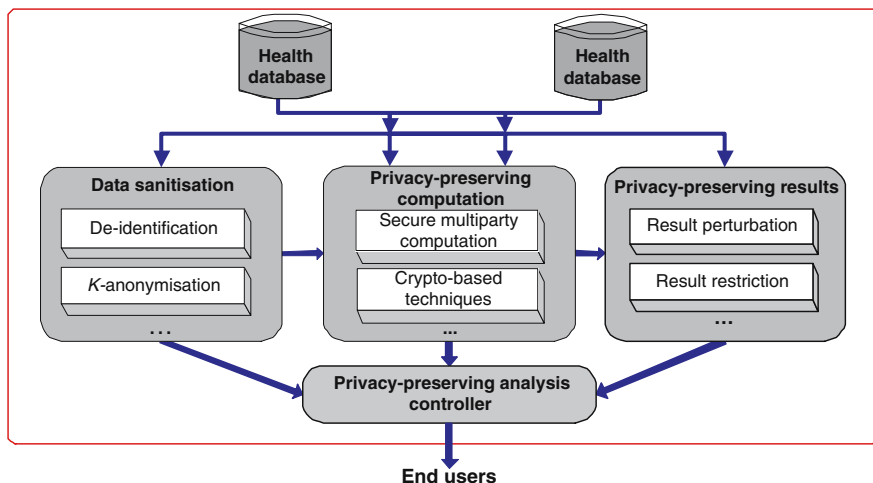 Health
database
Health
database
Data sanitisation
De-identification
K-anonymisation
...
Privacy-preserving
computation
Secure multiparty
computation
Crypto-based
techniques
...
Privacy-preserving results
Result perturbation
Result restriction
...
Privacy-preserving analysis
controller
End users